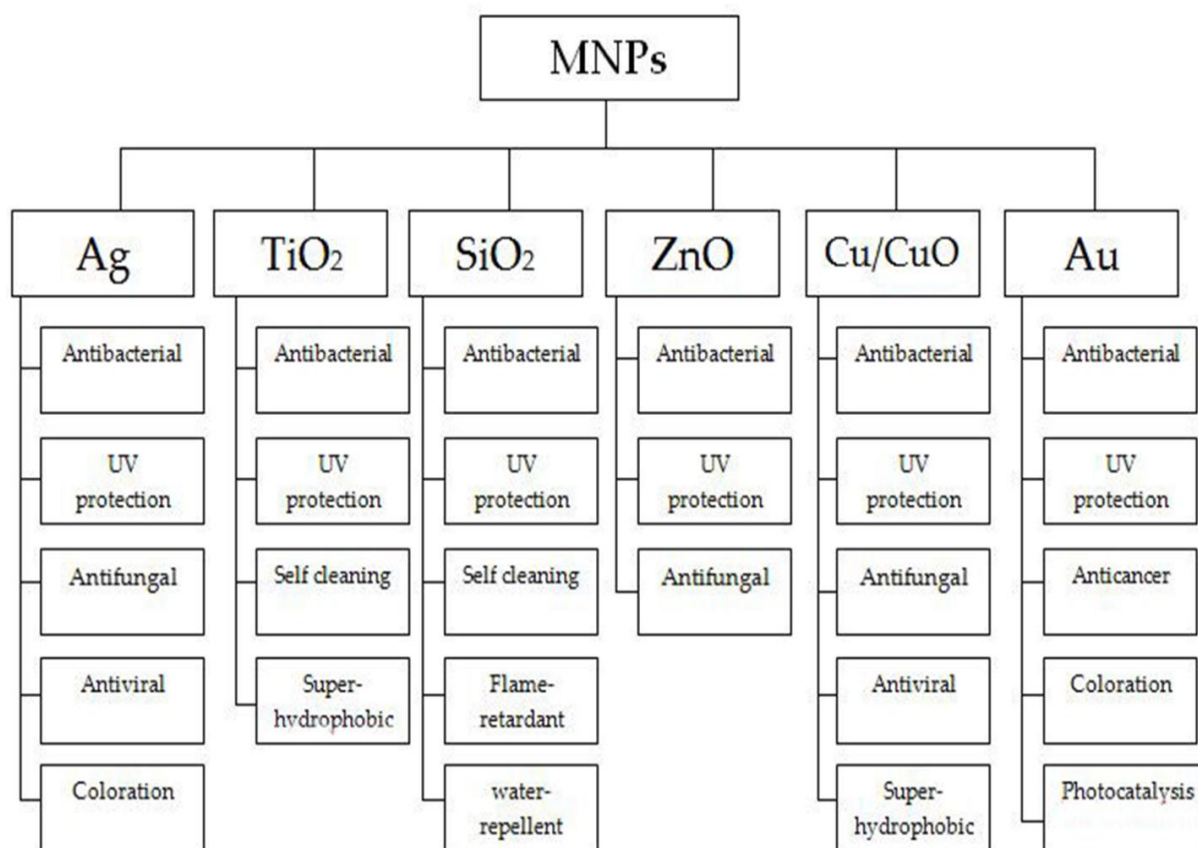 MNPs
Ag
TiO₂
SiO₂
ZnO
Cu/CuO
Au
Antibacterial
UV
protection
Antifungal
Antiviral
Coloration
Antibacterial
UV
protection
Self cleaning
Super-
hydrophobic
Antibacterial
UV
protection
Self cleaning
Flame-
retardant
water-
repellent
Antibacterial
UV
protection
Antifungal
Antibacterial
UV
protection
Antifungal
Antiviral
Super-
hydrophobic
Antibacterial
UV
protection
Anticancer
Coloration
Photocatalysis